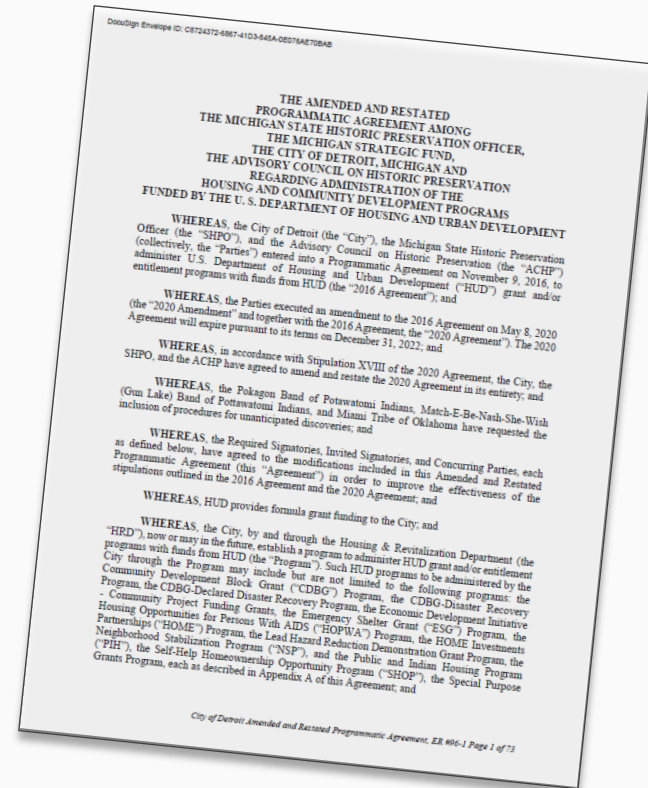 DocuSign Envelope ID: C8724372-6867-41D3-845A-0E076AE70BAB
THE AMENDED AND RESTATED
PROGRAMMATIC AGREEMENT AMONG
THE MICHIGAN STATE HISTORIC PRESERVATION OFFICER,
THE MICHIGAN STRATEGIC FUND,
THE CITY OF DETROIT, MICHIGAN AND
THE ADVISORY COUNCIL ON HISTORIC PRESERVATION
REGARDING ADMINISTRATION OF THE
HOUSING AND COMMUNITY DEVELOPMENT PROGRAMS
FUNDED BY THE U. S. DEPARTMENT OF HOUSING AND URBAN DEVELOPMENT
WHEREAS, the City of Detroit (the “City”), the Michigan State Historic Preservation
Officer (the “SHPO”), and the Advisory Council on Historic Preservation (the “ACHP”)
(collectively, the “Parties”) entered into a Programmatic Agreement on November 9, 2016, to
administer U.S. Department of Housing and Urban Development (“HUD”) grant and/or
entitlement programs with funds from HUD (the “2016 Agreement”); and
WHEREAS, the Parties executed an amendment to the 2016 Agreement on May 8, 2020
(the “2020 Amendment” and together with the 2016 Agreement, the “2020 Agreement”). The 2020
Agreement will expire pursuant to its terms on December 31, 2022; and
WHEREAS, in accordance with Stipulation XVIII of the 2020 Agreement, the City, the
SHPO, and the ACHP have agreed to amend and restate the 2020 Agreement in its entirety; and
WHEREAS, the Pokagon Band of Potawatomi Indians, Match-E-Be-Nash-She-Wish
(Gun Lake) Band of Pottawatomi Indians, and Miami Tribe of Oklahoma have requested the
inclusion of procedures for unanticipated discoveries; and
WHEREAS, the Required Signatories, Invited Signatories, and Concurring Parties, each
as defined below, have agreed to the modifications included in this Amended and Restated
Programmatic Agreement (this “Agreement”) in order to improve the effectiveness of the
stipulations outlined in the 2016 Agreement and the 2020 Agreement; and
WHEREAS, HUD provides formula grant funding to the City; and
WHEREAS, the City, by and through the Housing & Revitalization Department (the
“HRD”), now or may in the future, establish a program to administer HUD grant and/or entitlement
programs with funds from HUD (the “Program”). Such HUD programs to be administered by the
City through the Program may include but are not limited to the following programs: the
Community Development Block Grant (“CDBG”) Program, the CDBG-Disaster Recovery
Program, the CDBG-Declared Disaster Recovery Program, the Economic Development Initiative
- Community Project Funding Grants, the Emergency Shelter Grant (“ESG”) Program, the
Housing Opportunities for Persons With AIDS (“HOPWA”) Program, the HOME Investments
Partnerships (“HOME”) Program, the Lead Hazard Reduction Demonstration Grant Program, the
Neighborhood Stabilization Program (“NSP”), and the Public and Indian Housing Program
(“PIH”), the Self-Help Homeownership Opportunity Program (“SHOP”), the Special Purpose
Grants Program, each as described in Appendix A of this Agreement; and
City of Detroit Amended and Restated Programmatic Agreement, ER #96-1 Page 1 of 73